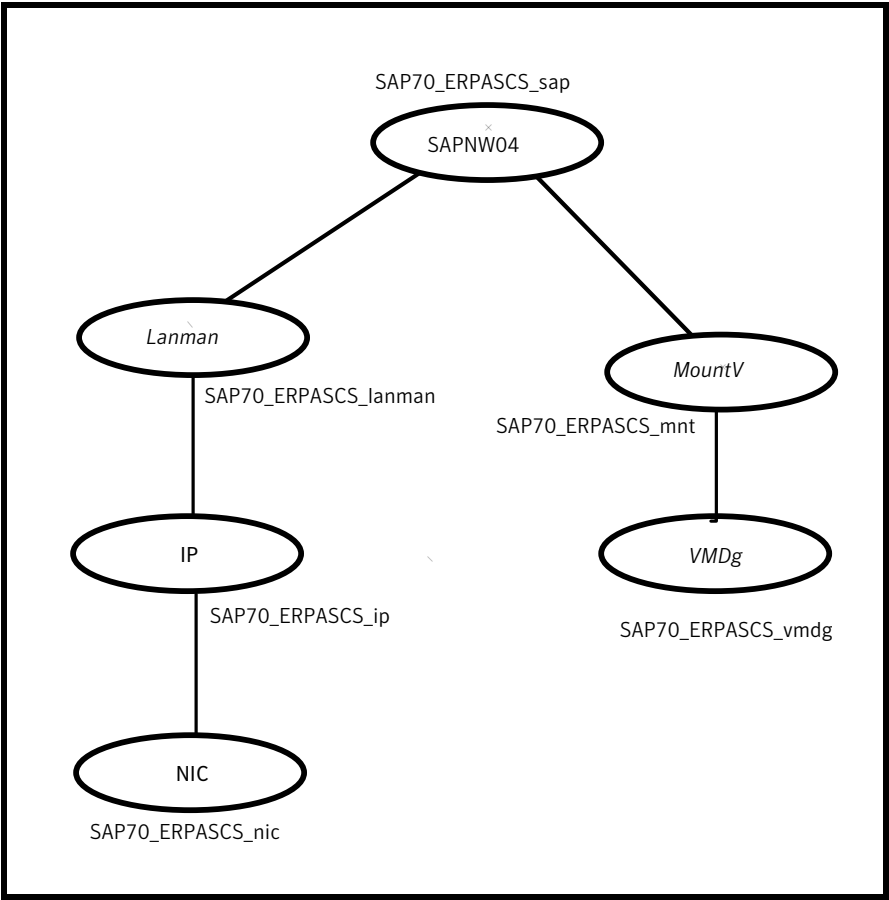 SAP70_ERPASCS_sap
SAPNW04
Lanman
SAP70_ERPASCS_lanman
MountV
SAP70_ERPASCS_mnt
IP
SAP70_ERPASCS_ip
VMDg
SAP70_ERPASCS_vmdg
NIC
SAP70_ERPASCS_nic